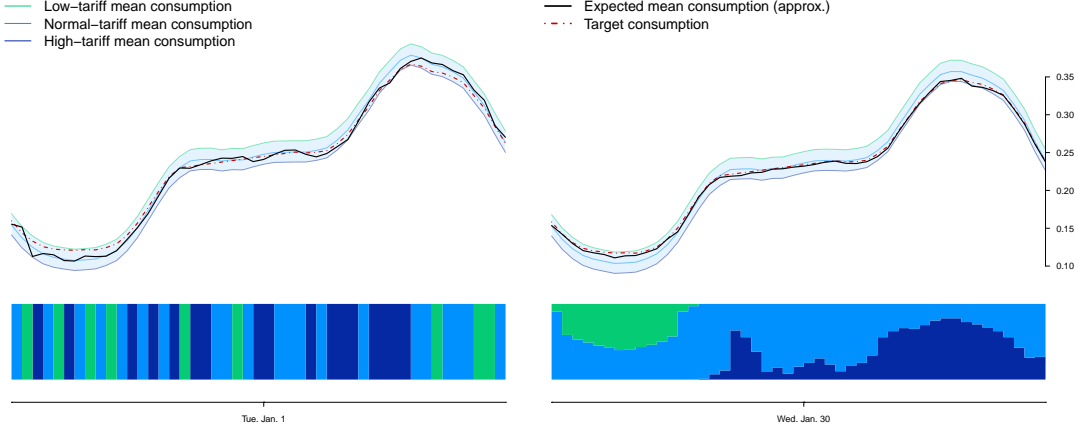 Low−tariff mean consumption
Normal−tariff mean consumption
High−tariff mean consumption
Expected mean consumption (approx.)
Target consumption
0.35
0.30
0.25
0.20
0.15
0.10
Tue. Jan. 1
Wed. Jan. 30